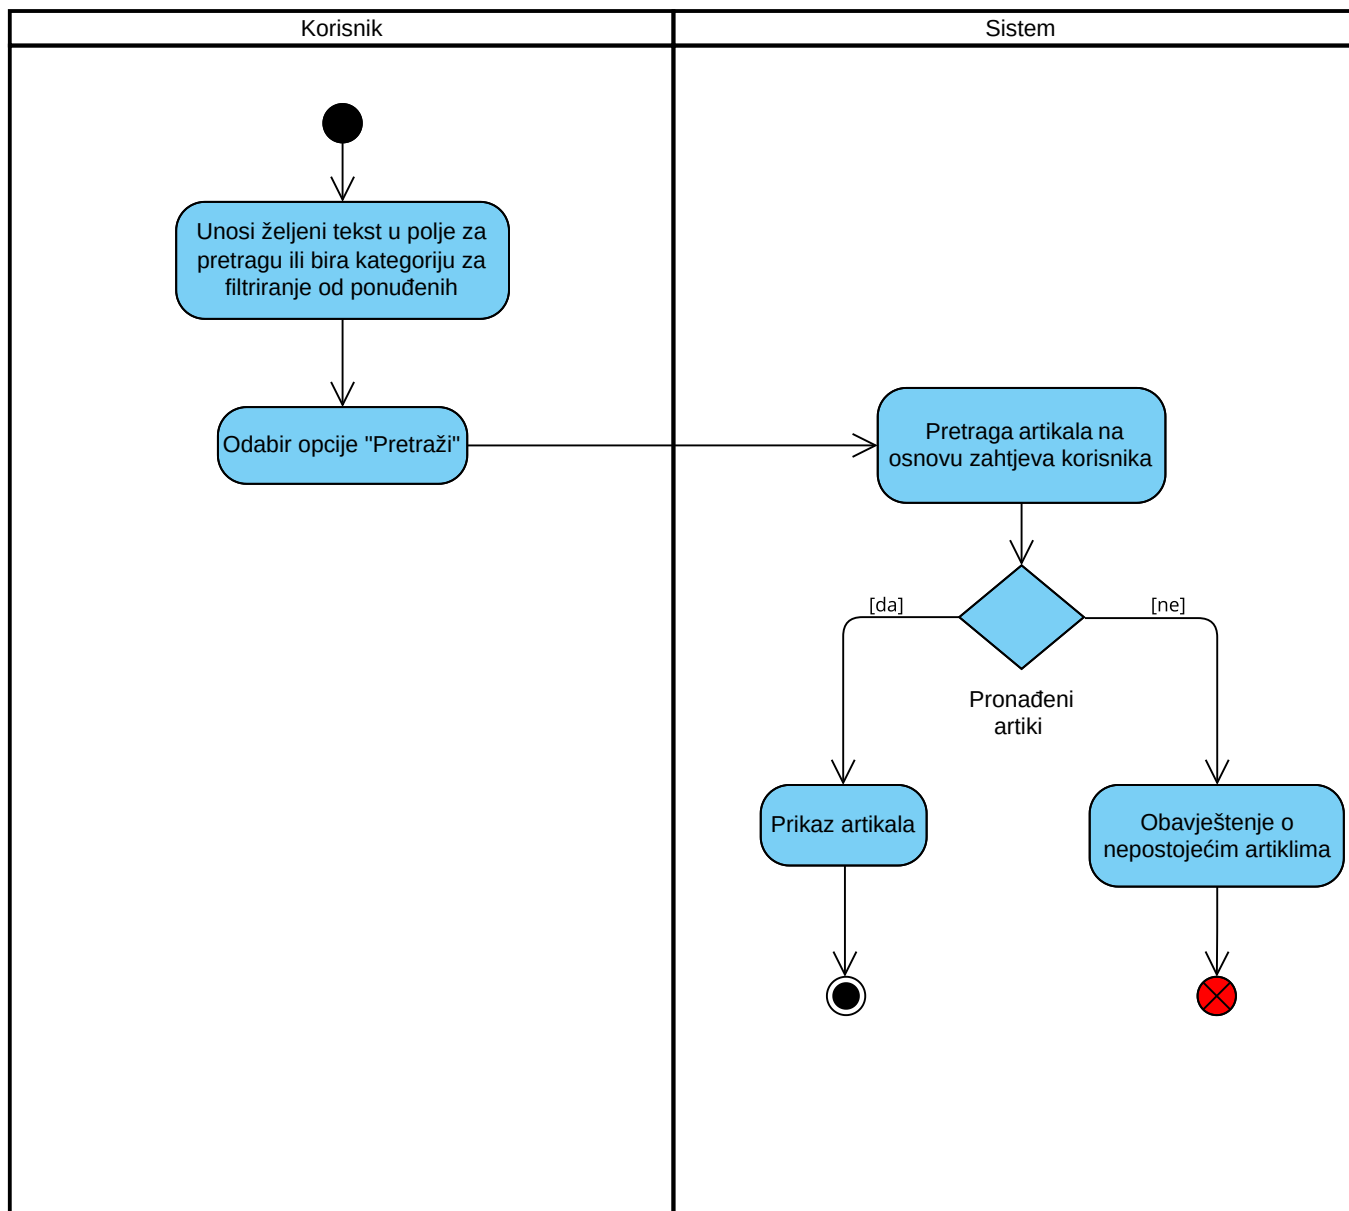 Korisnik
Sistem
Unosi željeni tekst u polje za
pretragu ili bira kategoriju za
filtriranje od ponuđenih
Odabir opcije "Pretraži"
Pretraga artikala na
osnovu zahtjeva korisnika
[da]
[ne]
Pronađeni
artiki
Prikaz artikala
Obavještenje o
nepostojećim artiklima